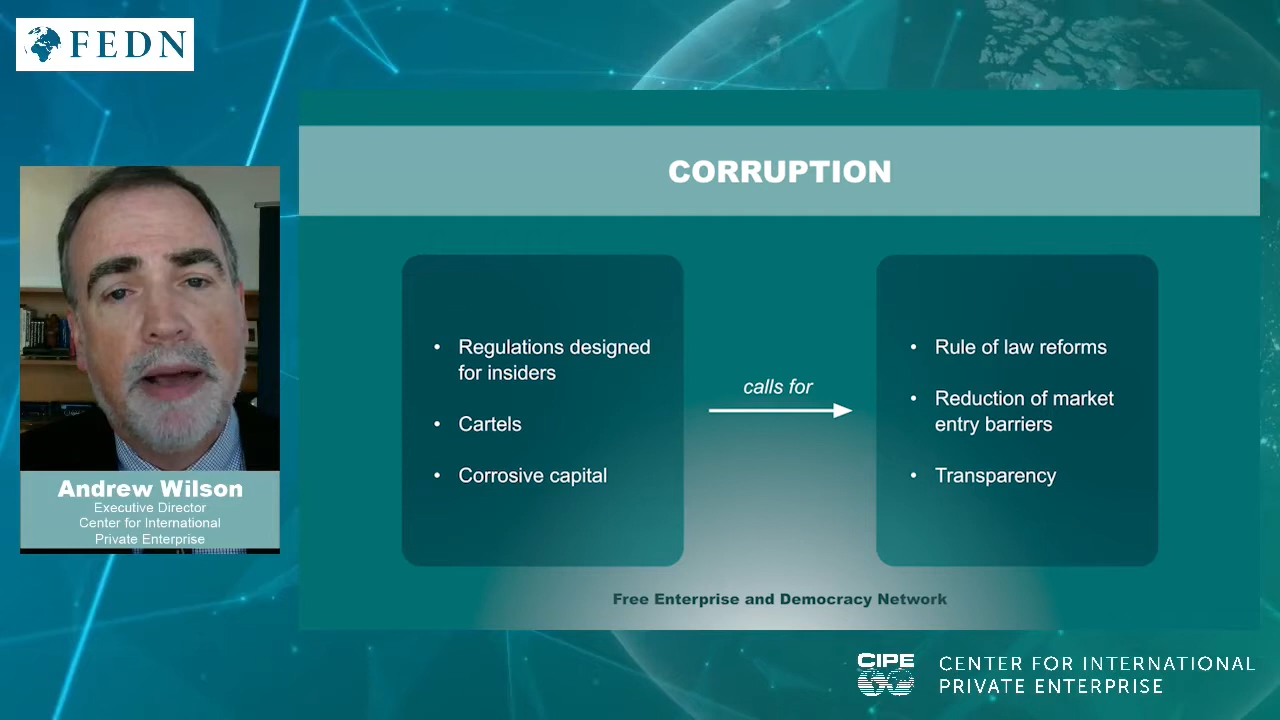 FEDN
CORRUPTION
• Regulations designed
for insiders
• Cartels
• Corrosive capital
calls for
• Rule of law reforms
• Reduction of market
entry barriers
• Transparency
Free Enterprise and Democracy Network
Andrew Wilson
Executive Director
Center for International
Private Enterprise
CIPE
CENTER FOR INTERNATIONAL
PRIVATE ENTERPRISE